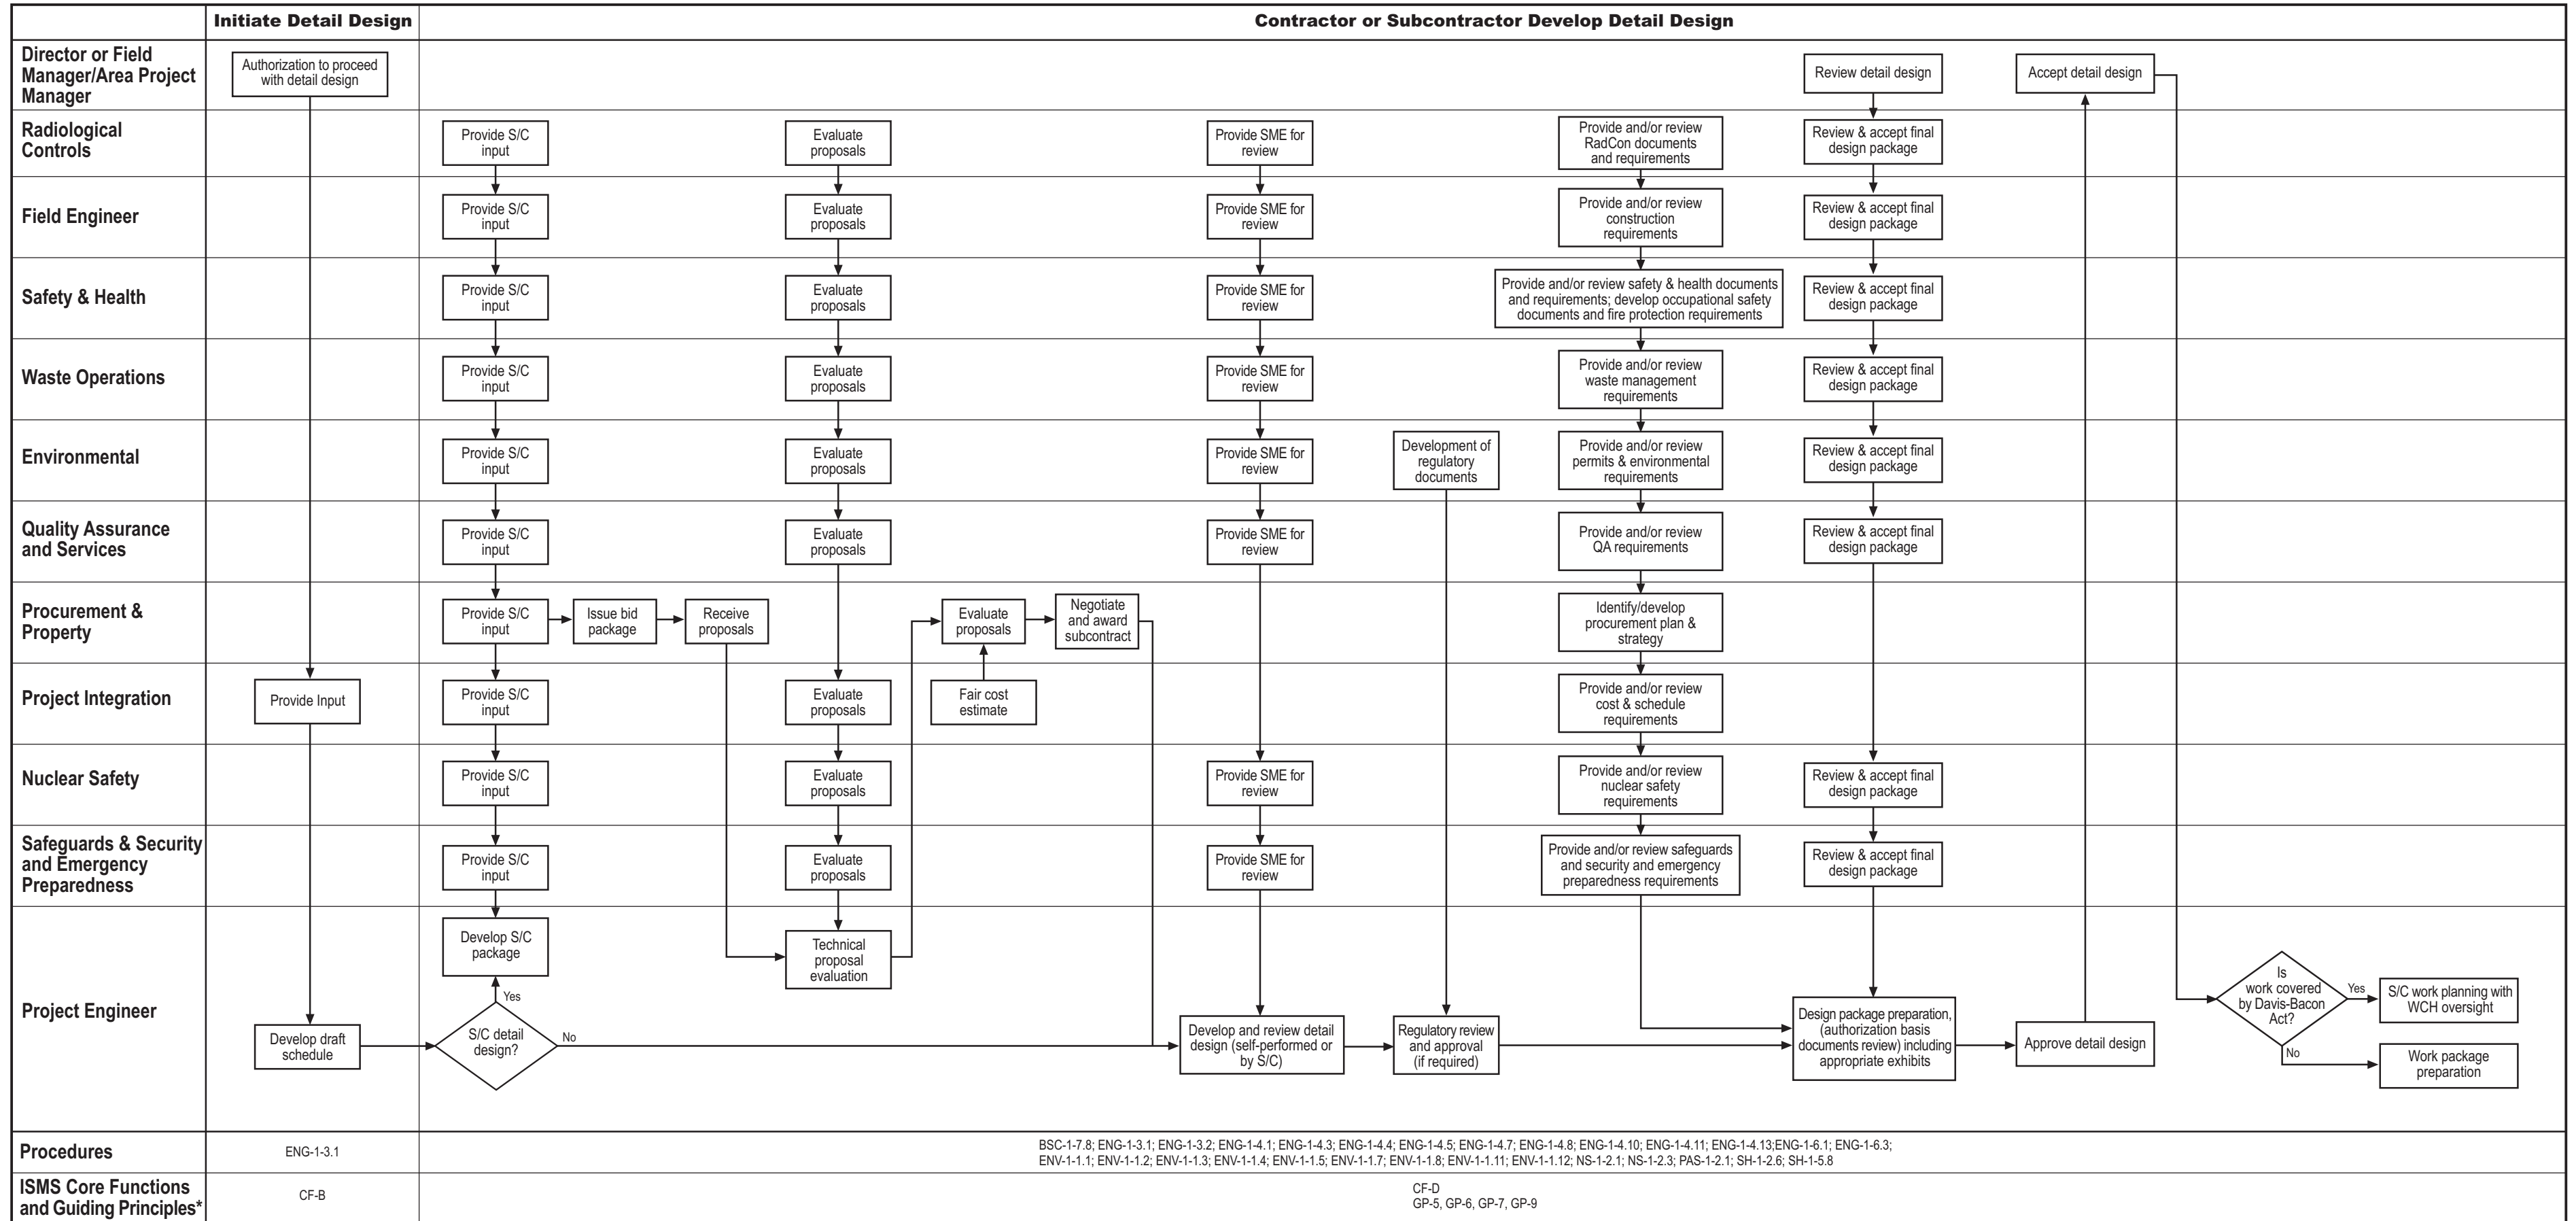 Initiate Detail Design
Contractor or Subcontractor Develop Detail Design
Director or Field
Manager/Area Project
Manager
Authorization to proceed
with detail design
Review detail design
Accept detail design
Radiological
Controls
Provide S/C
input
Evaluate
proposals
Provide SME for
review
Provide and/or review
RadCon documents
and requirements
Review & accept final
design package
Field Engineer
Provide S/C
input
Evaluate
proposals
Provide SME for
review
Provide and/or review
construction
requirements
Review & accept final
design package
Safety & Health
Provide S/C
input
Evaluate
proposals
Provide SME for
review
Provide and/or review safety & health documents
and requirements; develop occupational safety
documents and fire protection requirements
Review & accept final
design package
Waste Operations
Provide S/C
input
Evaluate
proposals
Provide SME for
review
Provide and/or review
waste management
requirements
Review & accept final
design package
Environmental
Provide S/C
input
Evaluate
proposals
Provide SME for
review
Development of
regulatory
documents
Provide and/or review
permits & environmental
requirements
Review & accept final
design package
Quality Assurance
and Services
Provide S/C
input
Evaluate
proposals
Provide SME for
review
Provide and/or review
QA requirements
Review & accept final
design package
Procurement &
Property
Provide S/C
input
Issue bid
package
Receive
proposals
Evaluate
proposals
Negotiate
and award
subcontract
Identify/develop
procurement plan &
strategy
Project Integration
Provide Input
Provide S/C
input
Evaluate
proposals
Fair cost
estimate
Provide and/or review
cost & schedule
requirements
Nuclear Safety
Provide S/C
input
Evaluate
proposals
Provide SME for
review
Provide and/or review
nuclear safety
requirements
Review & accept final
design package
Safeguards & Security
and Emergency
Preparedness
Provide S/C
input
Evaluate
proposals
Provide SME for
review
Provide and/or review safeguards
and security and emergency
preparedness requirements
Review & accept final
design package
Project Engineer
Develop draft
schedule
Develop S/C
package
Yes
S/C detail
design?
No
Technical
proposal
evaluation
Develop and review detail
design (self-performed or
by S/C)
Regulatory review
and approval
(if required)
Design package preparation,
(authorization basis
documents review) including
appropriate exhibits
Approve detail design
Is
work covered
by Davis-Bacon
Act?
Yes
S/C work planning with
WCH oversight
No
Work package
preparation
Procedures
ENG-1-3.1
BSC-1-7.8; ENG-1-3.1; ENG-1-3.2; ENG-1-4.1; ENG-1-4.3; ENG-1-4.4; ENG-1-4.5; ENG-1-4.7; ENG-1-4.8; ENG-1-4.10; ENG-1-4.11; ENG-1-4.13;ENG-1-6.1; ENG-1-6.3;
ENV-1-1.1; ENV-1-1.2; ENV-1-1.3; ENV-1-1.4; ENV-1-1.5; ENV-1-1.7; ENV-1-1.8; ENV-1-1.11; ENV-1-1.12; NS-1-2.1; NS-1-2.3; PAS-1-2.1; SH-1-2.6; SH-1-5.8
ISMS Core Functions
and Guiding Principles*
CF-B
CF-D
GP-5, GP-6, GP-7, GP-9